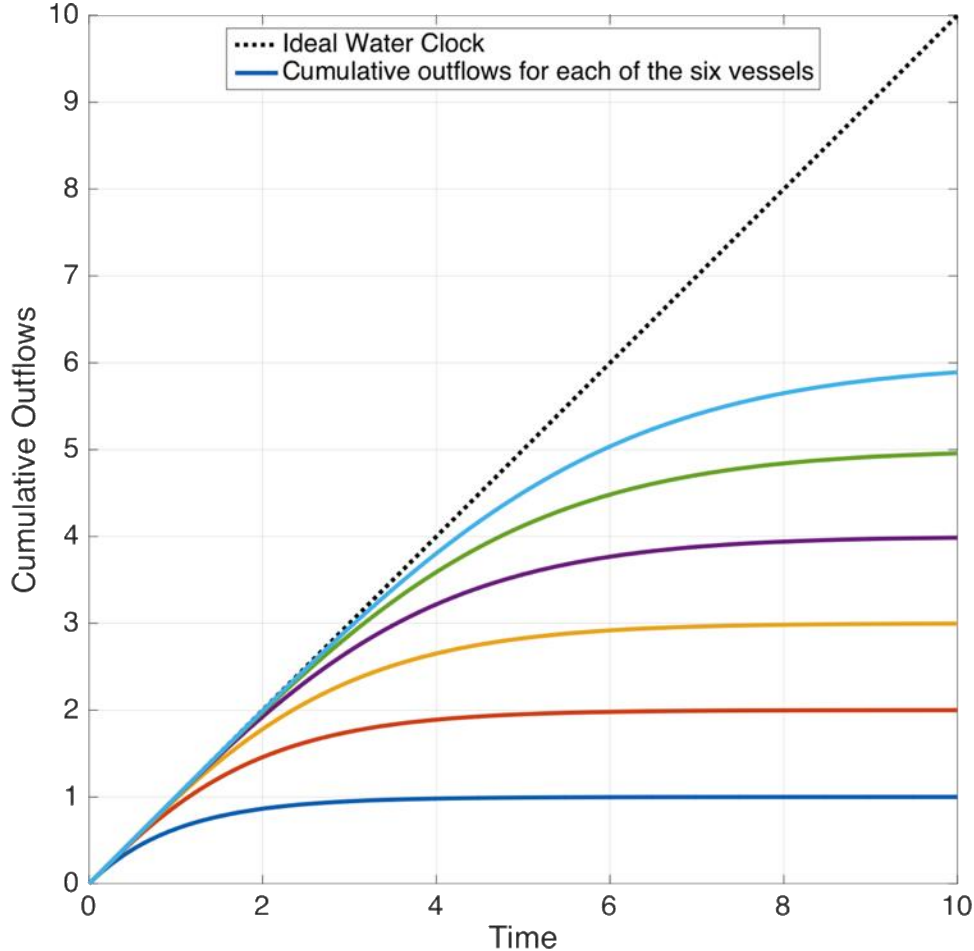 Ideal Water Clock
Cumulative outflows for each of the six vessels
10
9
8
7
6
5
4
3
2
1
0
Cumulative Outflows
0 2 4 6 8 10
Time